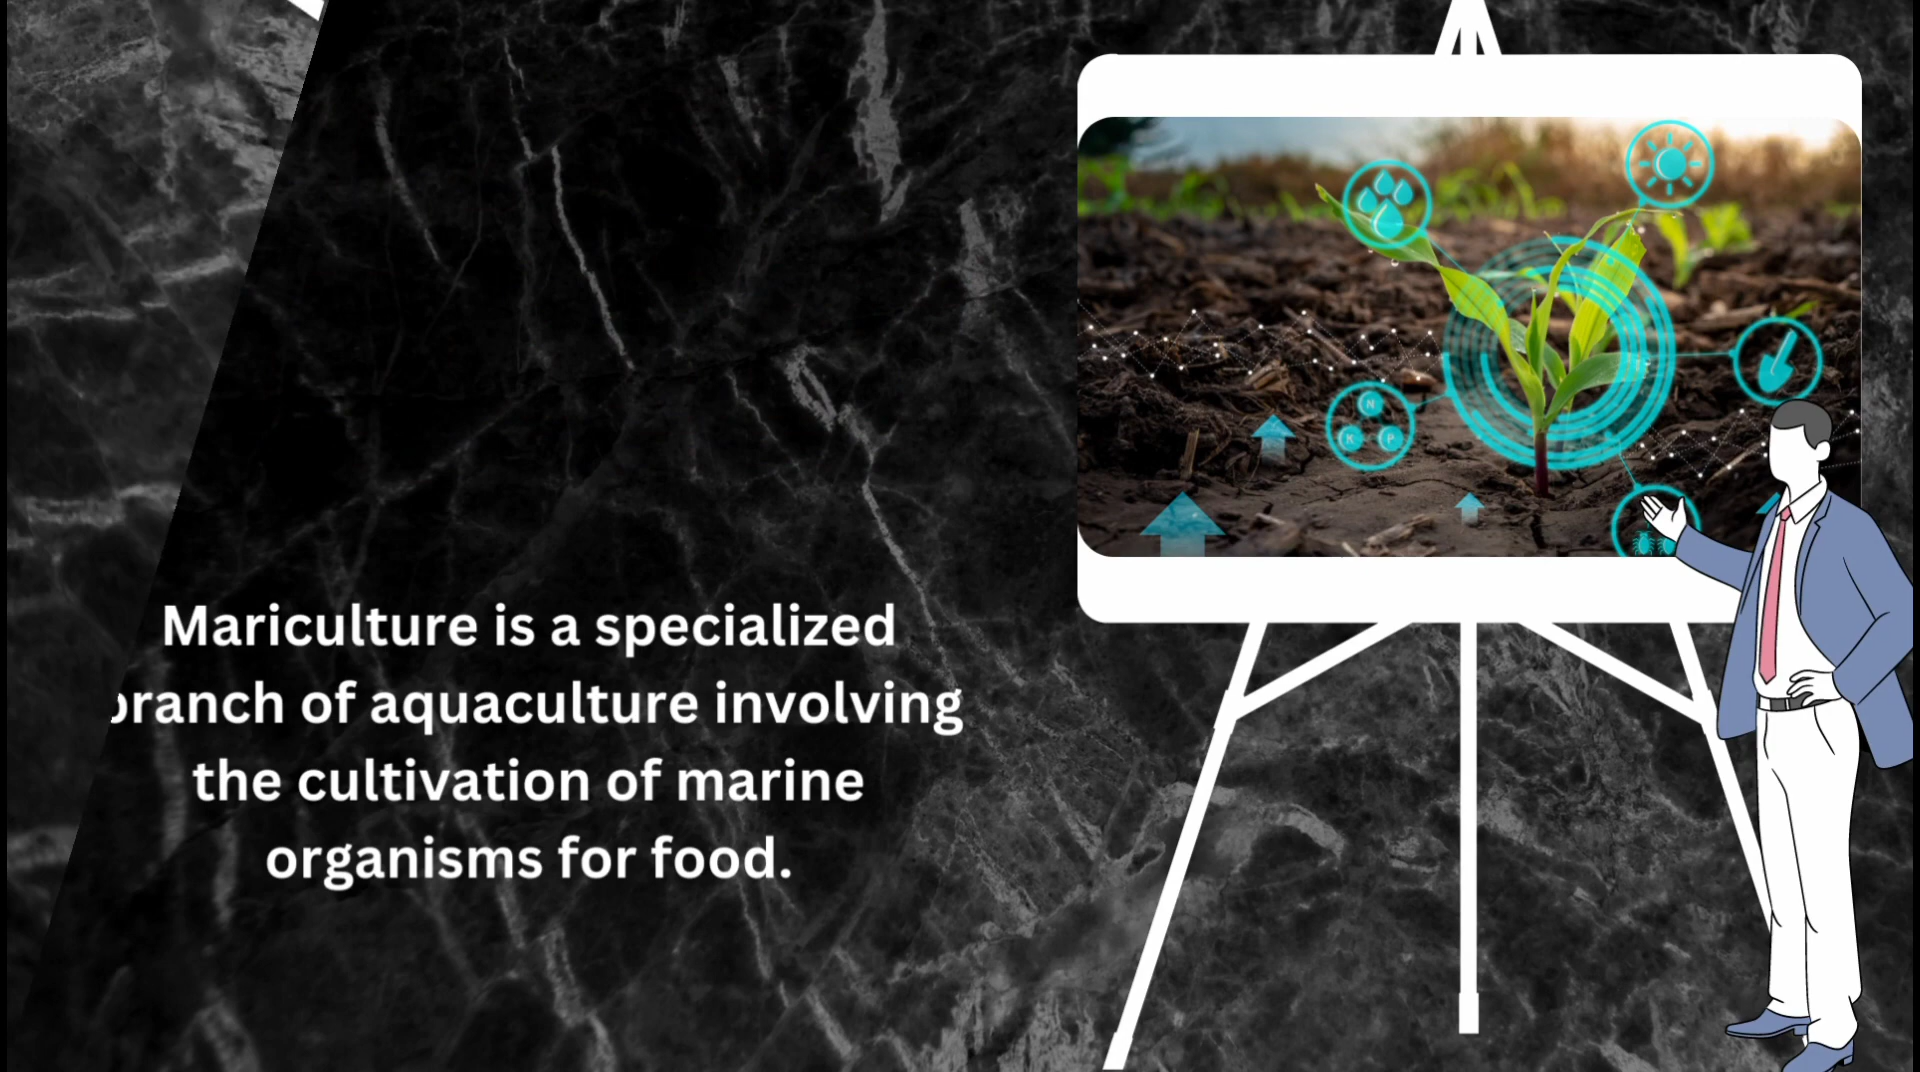 Mariculture is a specialized
branch of aquaculture involving
the cultivation of marine
organisms for food.
N
K P